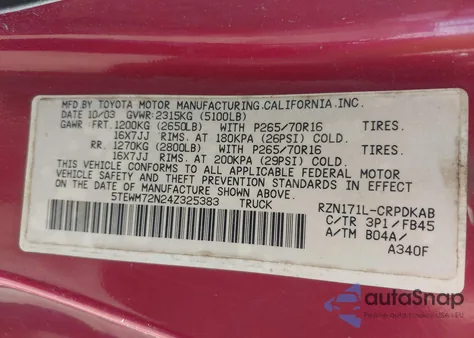 MFD. BY TOYOTA MOTOR MANUFACTURING.CALIFORNIA.INC.
DATE 10/03 GVWR:2315KG (5100LB)
GAWR: FRT. 1200KG (2650LB) WITH P265/70R16 TIRES.
16X7JJ RIMS. AT 180KPA (26PSI) COLD.
RR. 1270KG (2800LB) WITH P265/70R16 TIRES.
16X7JJ RIMS. AT 200KPA (29PSI) COLD.
THIS VEHICLE CONFORMS TO ALL APPLICABLE FEDERAL MOTOR
VEHICLE SAFETY AND THEFT PREVENTION STANDARDS IN EFFECT
ON THE DATE OF MANUFACTURE SHOWN ABOVE.
5TEWM72N24Z325383 TRUCK
RZN171L-CRPDKAB
C/TR 3P1/FB45
A/TM B04A/
A340F
autoSnap